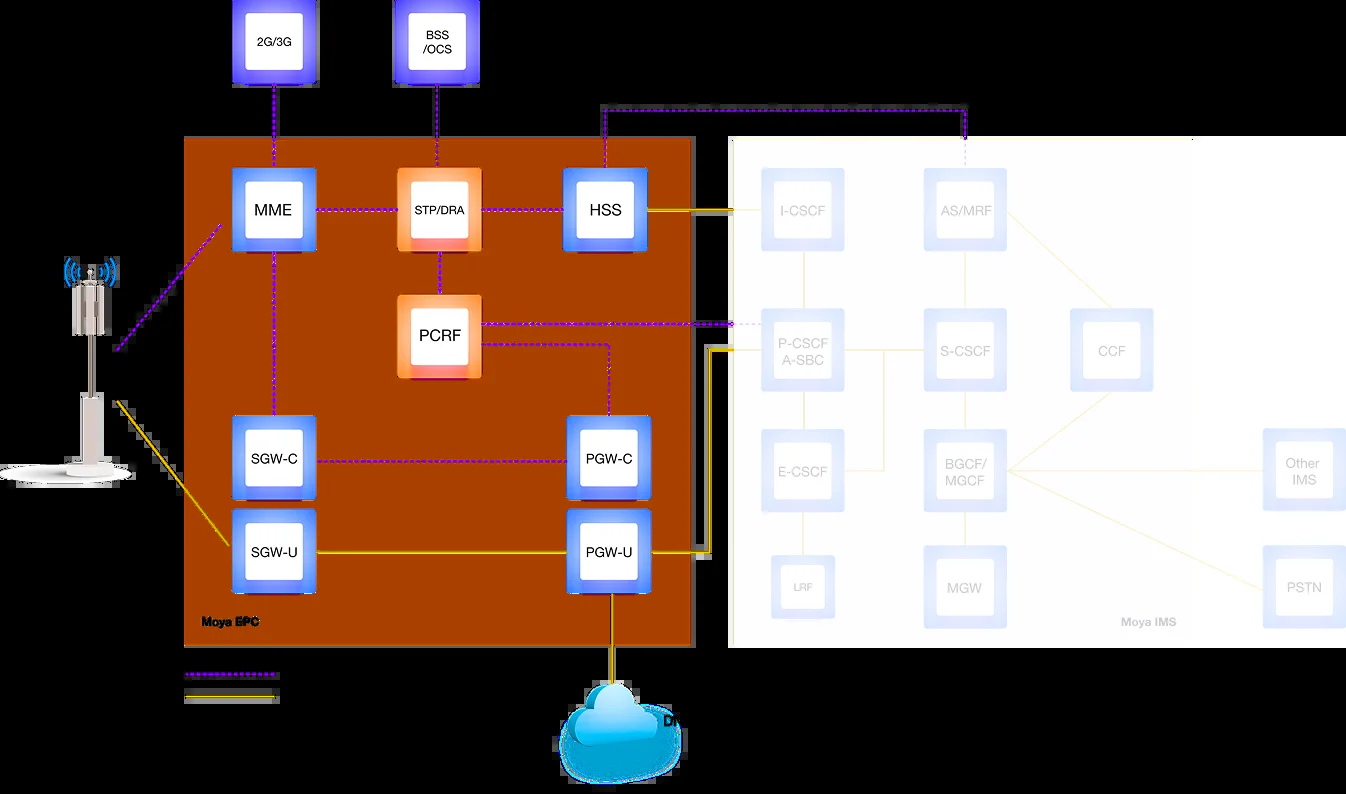 2G/3G
BSS
/OCS
MME
STP/DRA
HSS
I-CSCF
AS/MRF
PCRF
P-CSCF
A-SBC
S-CSCF
CCF
SGW-C
PGW-C
E-CSCF
BGCF/
MGCF
Other
IMS
SGW-U
PGW-U
LRF
MGW
PSTN
Moya EPC
Moya IMS